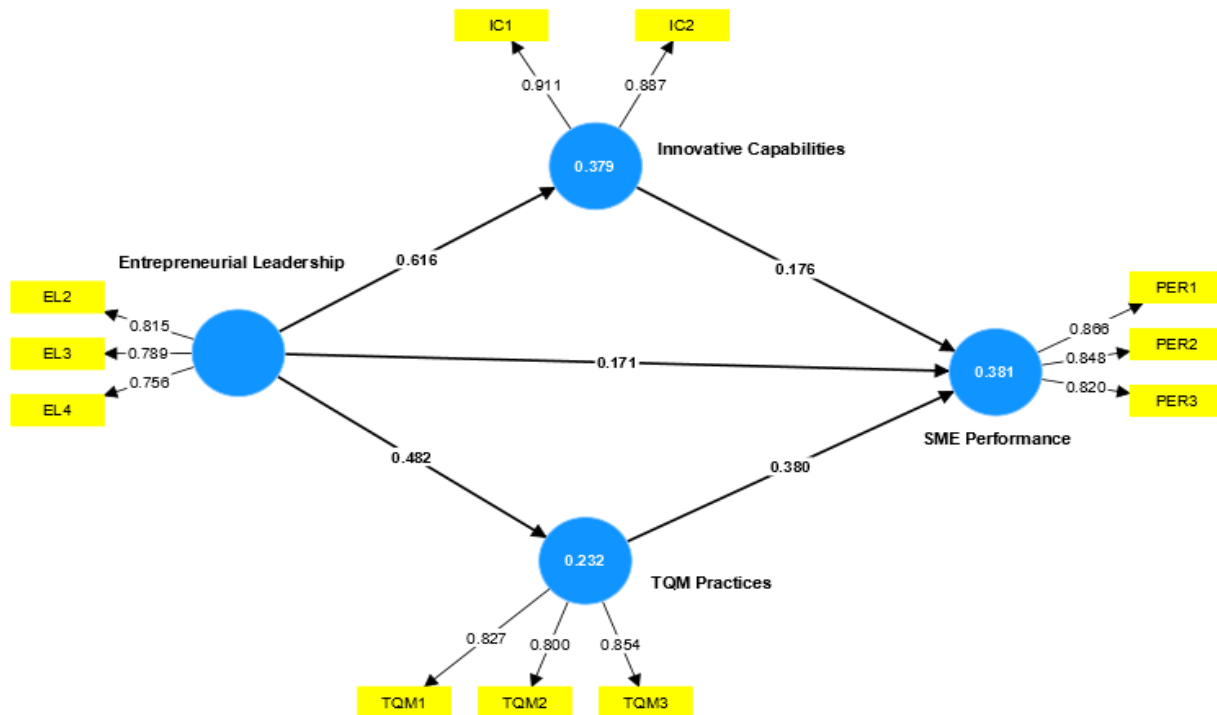 IC1
IC2
0.911
0.887
0.379
Innovative Capabilities
Entrepreneurial Leadership
0.616
0.176
EL2
EL3
EL4
0.815
0.789
0.756
0.171
PER1
PER2
PER3
0.866
0.848
0.820
0.381
SME Performance
0.482
0.380
0.232
TQM Practices
0.827
0.800
0.854
TQM1
TQM2
TQM3